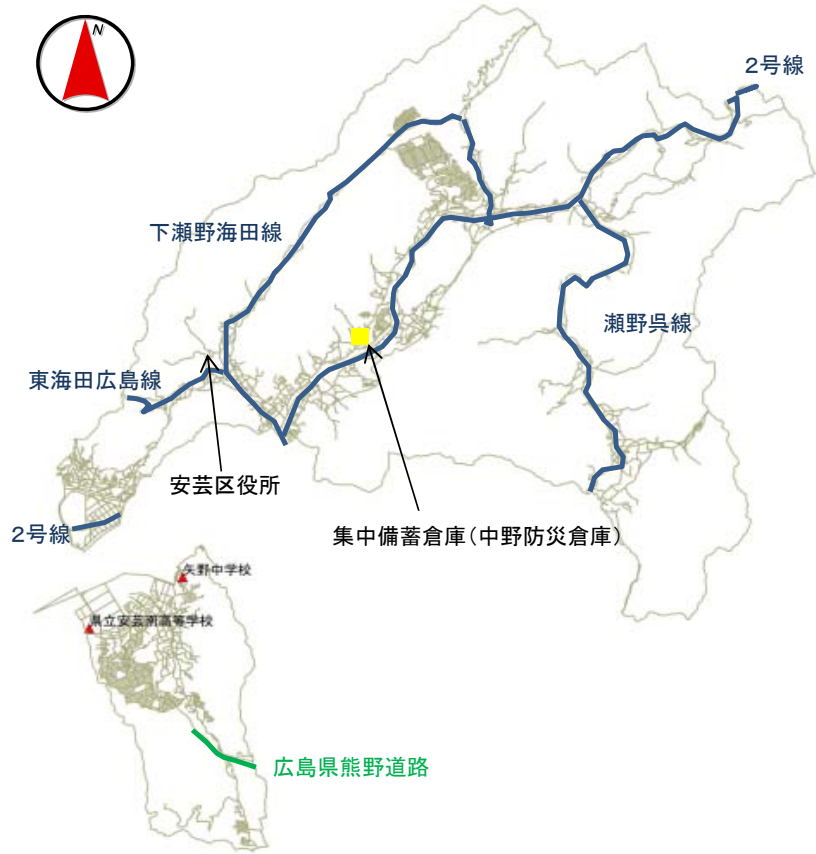 N
2号線
下瀬野海田線
瀬野呉線
東海田広島線
安芸区役所
2号線
集中備蓄倉庫(中野防災倉庫)
矢野中学校
県立安芸南高等学校
広島県熊野道路